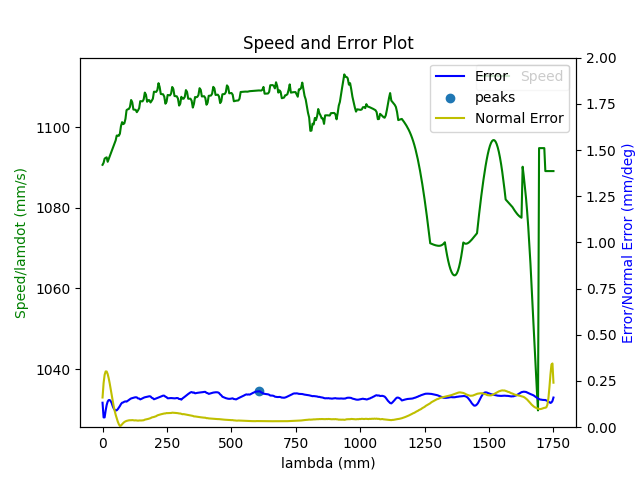 Speed and Error Plot
Speed/lamdot (mm/s)
1100
1080
1060
1040
Error
peaks
Normal Error
Speed
2.00
1.75
1.50
1.25
1.00
0.75
0.50
0.25
0.00
Error/Normal Error (mm/deg)
0
250
500
750
1000
1250
1500
1750
lambda (mm)